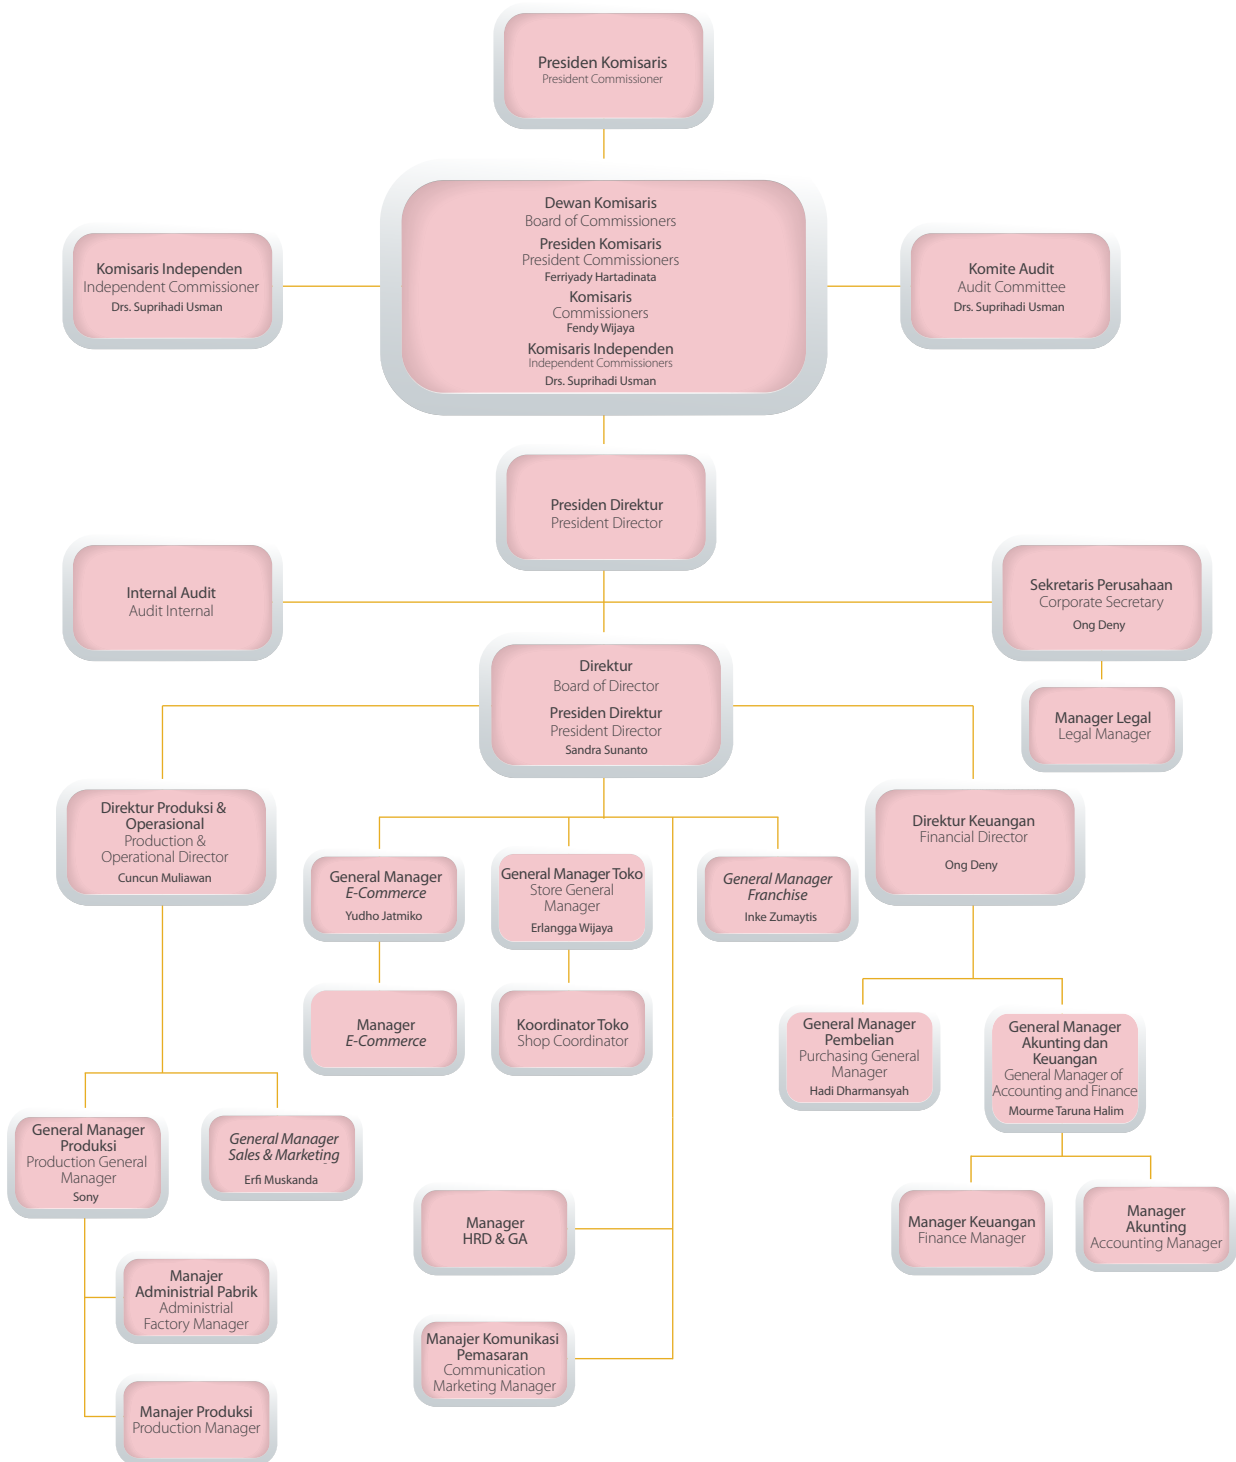 Presiden Komisaris
President Commissioner
Dewan Komisaris
Board of Commissioners
Presiden Komisaris
President Commissioners
Ferriyady Hartadinata
Komisaris
Commissioners
Fendy Wijaya
Komisaris Independen
Independent Commissioners
Drs. Suprihadi Usman
Komisaris Independen
Independent Commissioner
Drs. Suprihadi Usman
Komite Audit
Audit Committee
Drs. Suprihadi Usman
Presiden Direktur
President Director
Internal Audit
Audit Internal
Sekretaris Perusahaan
Corporate Secretary
Ong Deny
Manager Legal
Legal Manager
Direktur
Board of Director
Presiden Direktur
President Director
Sandra Sunanto
Direktur Produksi &
Operasional
Production &
Operational Director
Cuncun Muliawan
General Manager
E-Commerce
Yudho Jatmiko
General Manager Toko
Store General
Manager
Erlangga Wijaya
General Manager
Franchise
Inke Zumaytis
Direktur Keuangan
Financial Director
Ong Deny
Manager
E-Commerce
Koordinator Toko
Shop Coordinator
General Manager
Pembelian
Purchasing General
Manager
Hadi Dharmansyah
General Manager
Akunting dan
Keuangan
General Manager of
Accounting and Finance
Mourme Taruna Halim
General Manager
Produksi
Production General
Manager
Sony
General Manager
Sales & Marketing
Erfi Muskanda
Manager
HRD & GA
Manager Keuangan
Finance Manager
Manager
Akunting
Accounting Manager
Manajer
Administrial Pabrik
Administrial
Factory Manager
Manajer Komunikasi
Pemasaran
Communication
Marketing Manager
Manajer Produksi
Production Manager